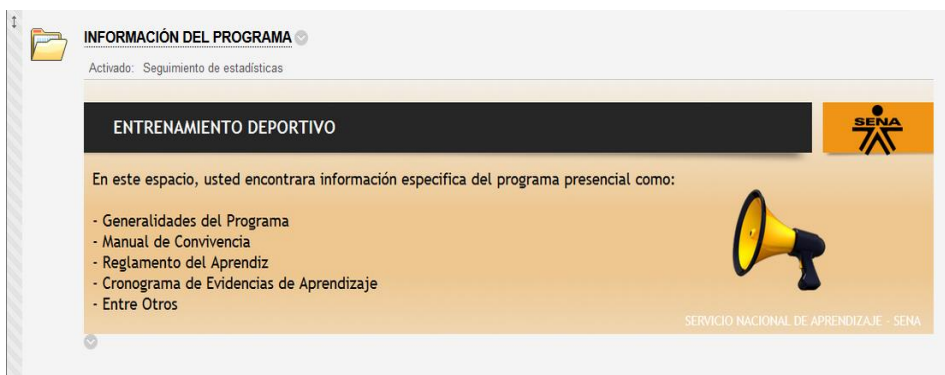 INFORMACIÓN DEL PROGRAMA
Activado: Seguimiento de estadísticas
ENTRENAMIENTO DEPORTIVO
SENA
En este espacio, usted encontrara información especifica del programa presencial como:
- Generalidades del Programa
- Manual de Convivencia
- Reglamento del Aprendiz
- Cronograma de Evidencias de Aprendizaje
- Entre Otros
SERVICIO NACIONAL DE APRENDIZAJE - SENA